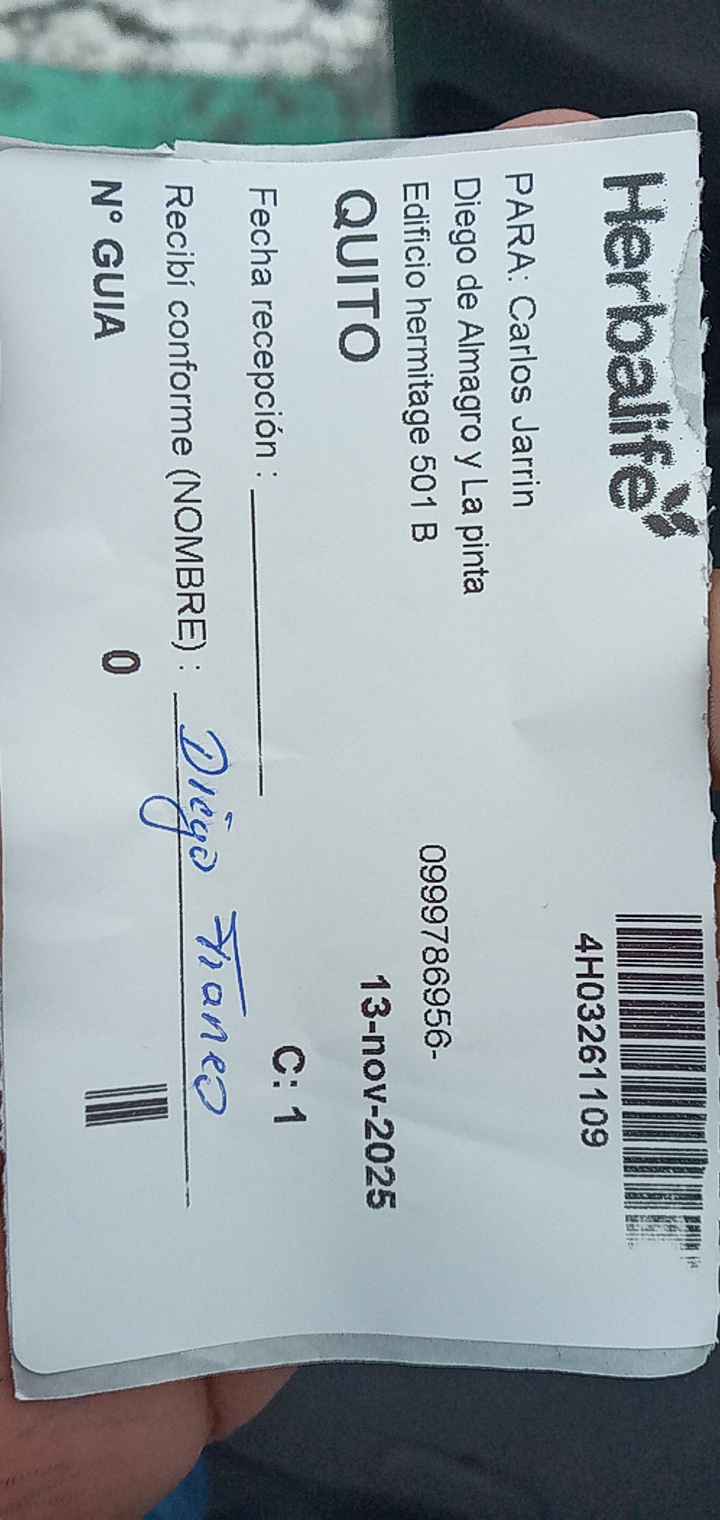 Herbalife
4H03261109
PARA: Carlos Jarrin
Diego de Almagro y La pinta
Edificio hermitage 501 B
0999786956-
QUITO
13-nov-2025
Fecha recepción :
C: 1
Recibí conforme (NOMBRE) : Diego Franco
N° GUIA 0